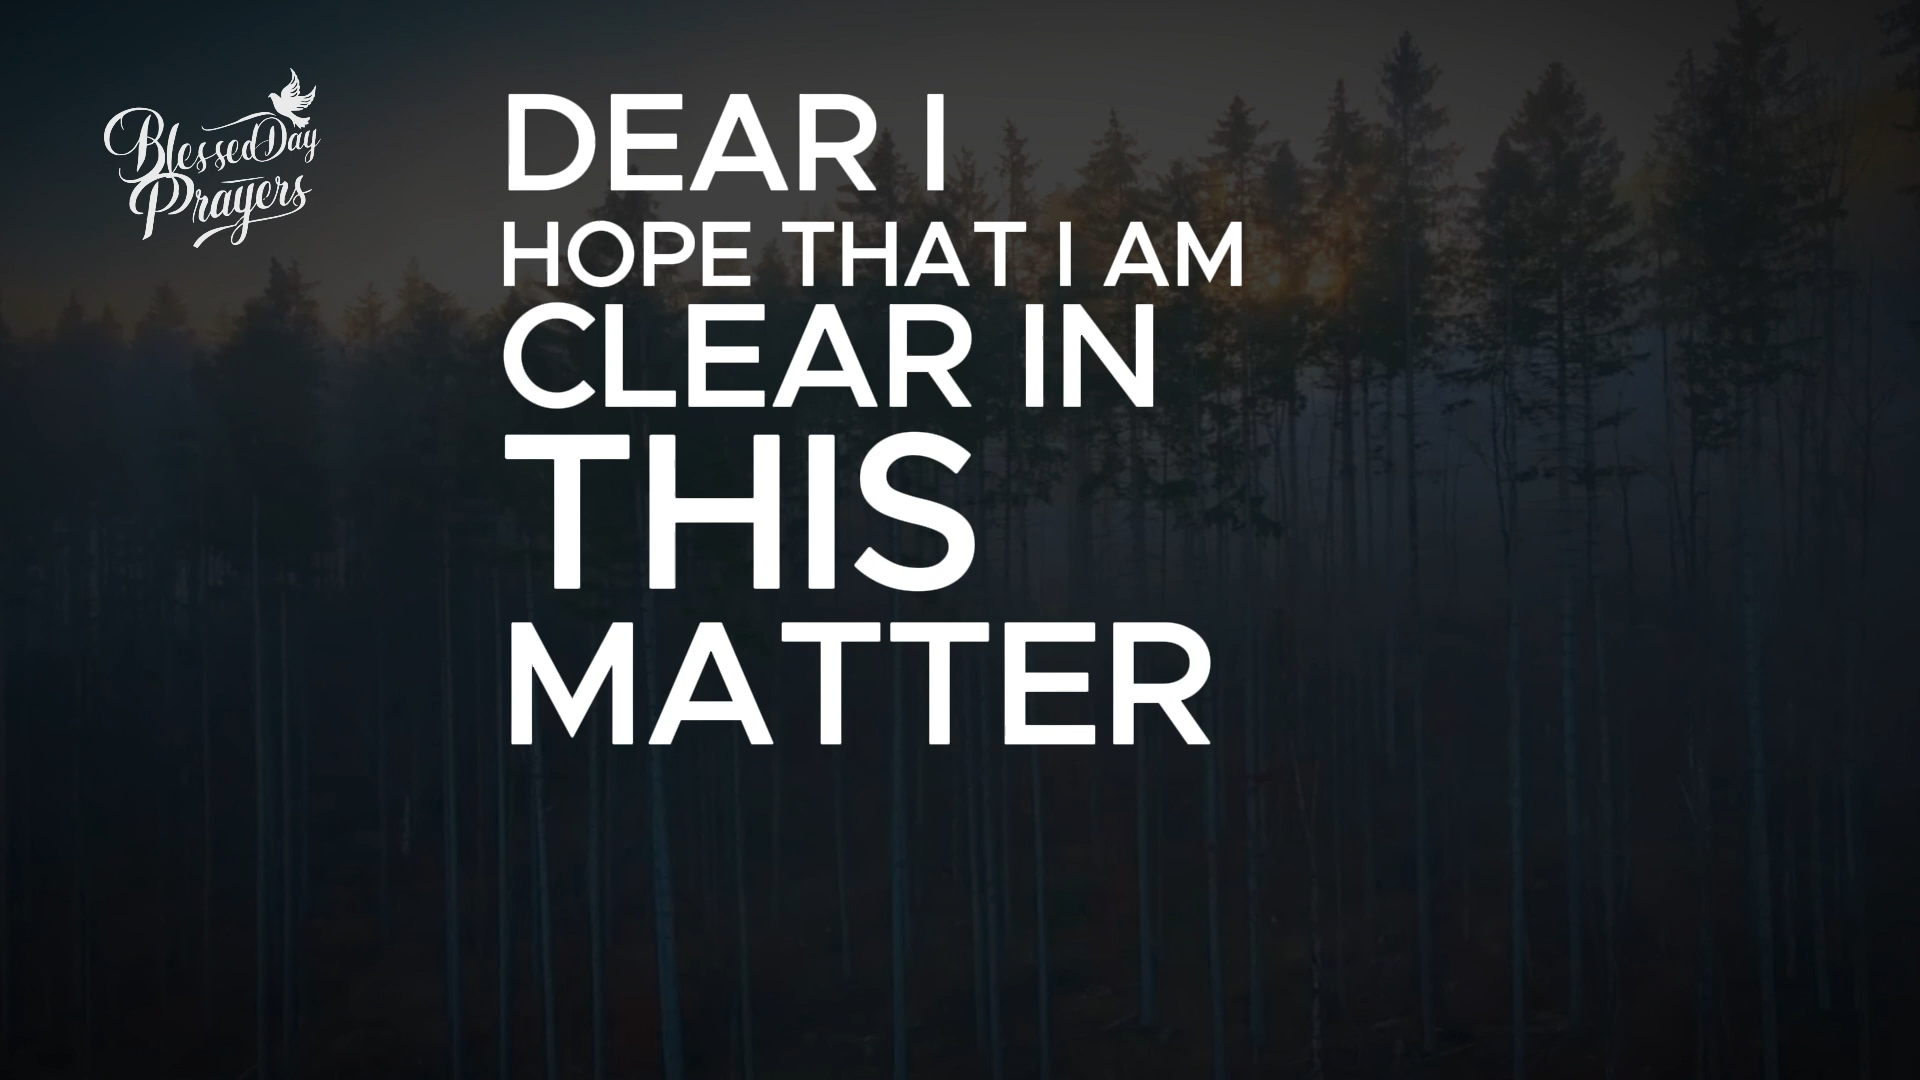 Blessed Day
Prayers
DEAR I
HOPE THAT I AM
CLEAR IN
THIS
MATTER